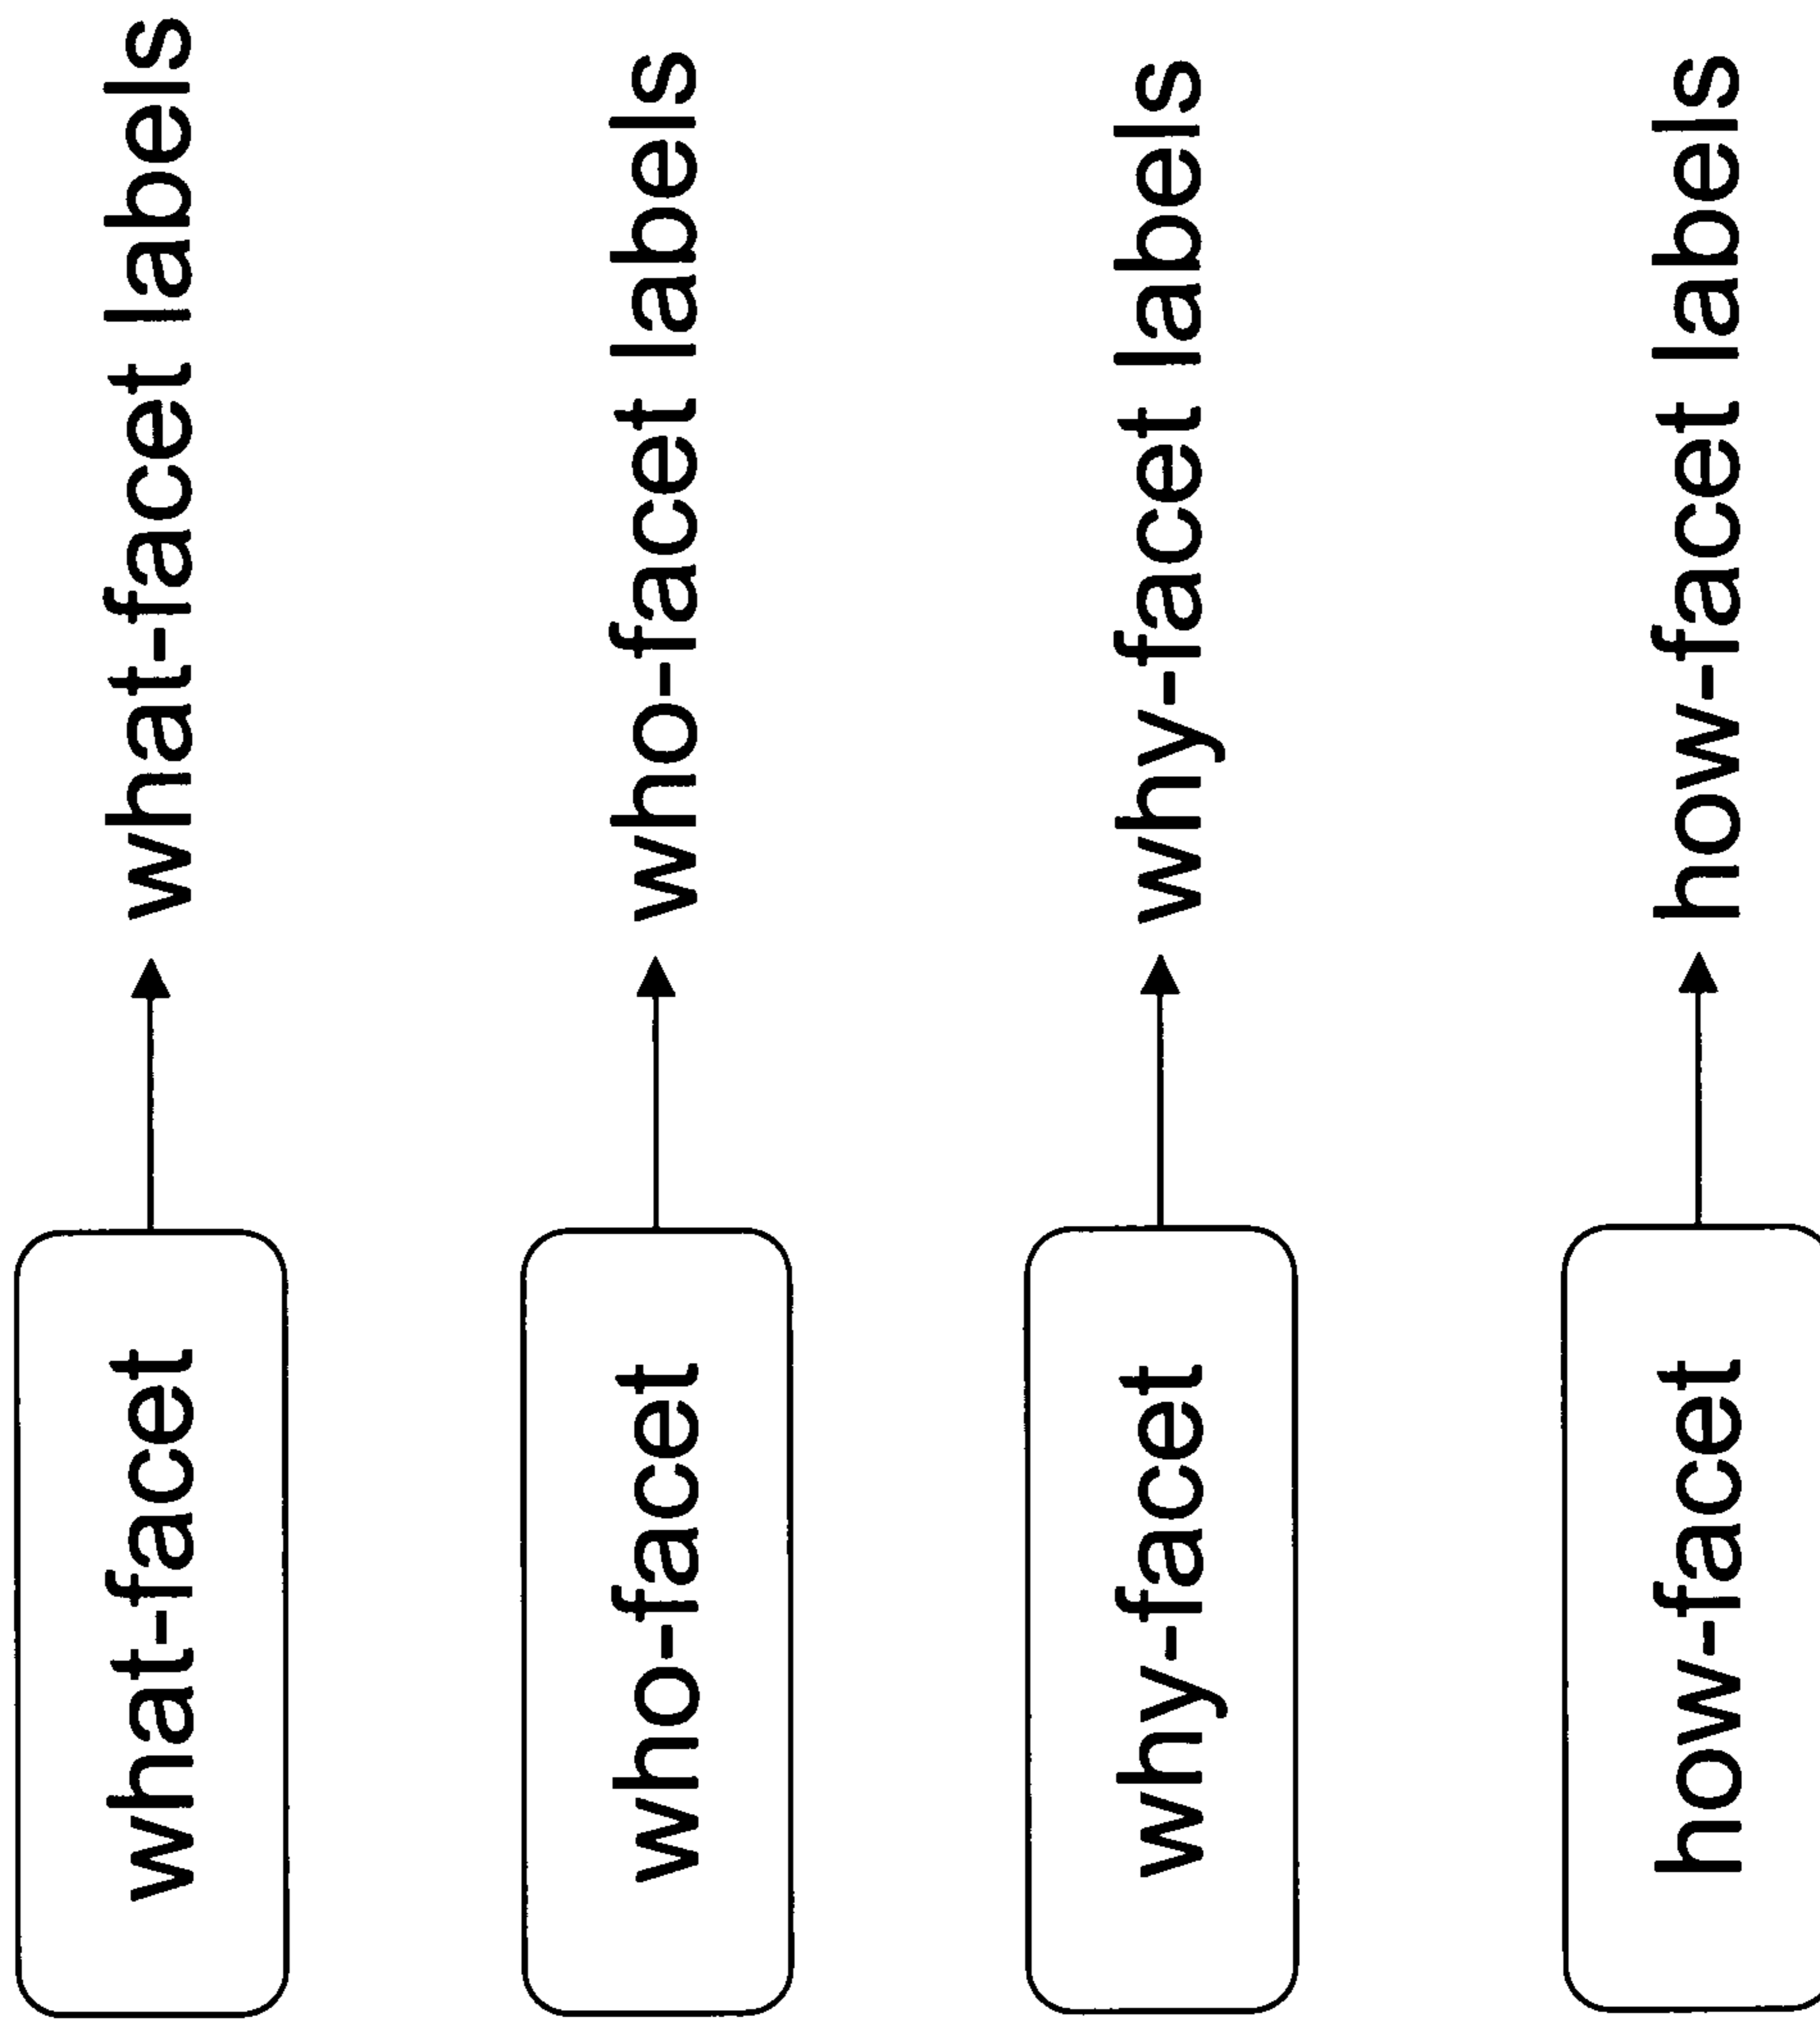 what-facet
what-facet labels
who-facet
who-facet labels
why-facet
why-facet labels
how-facet
how-facet labels